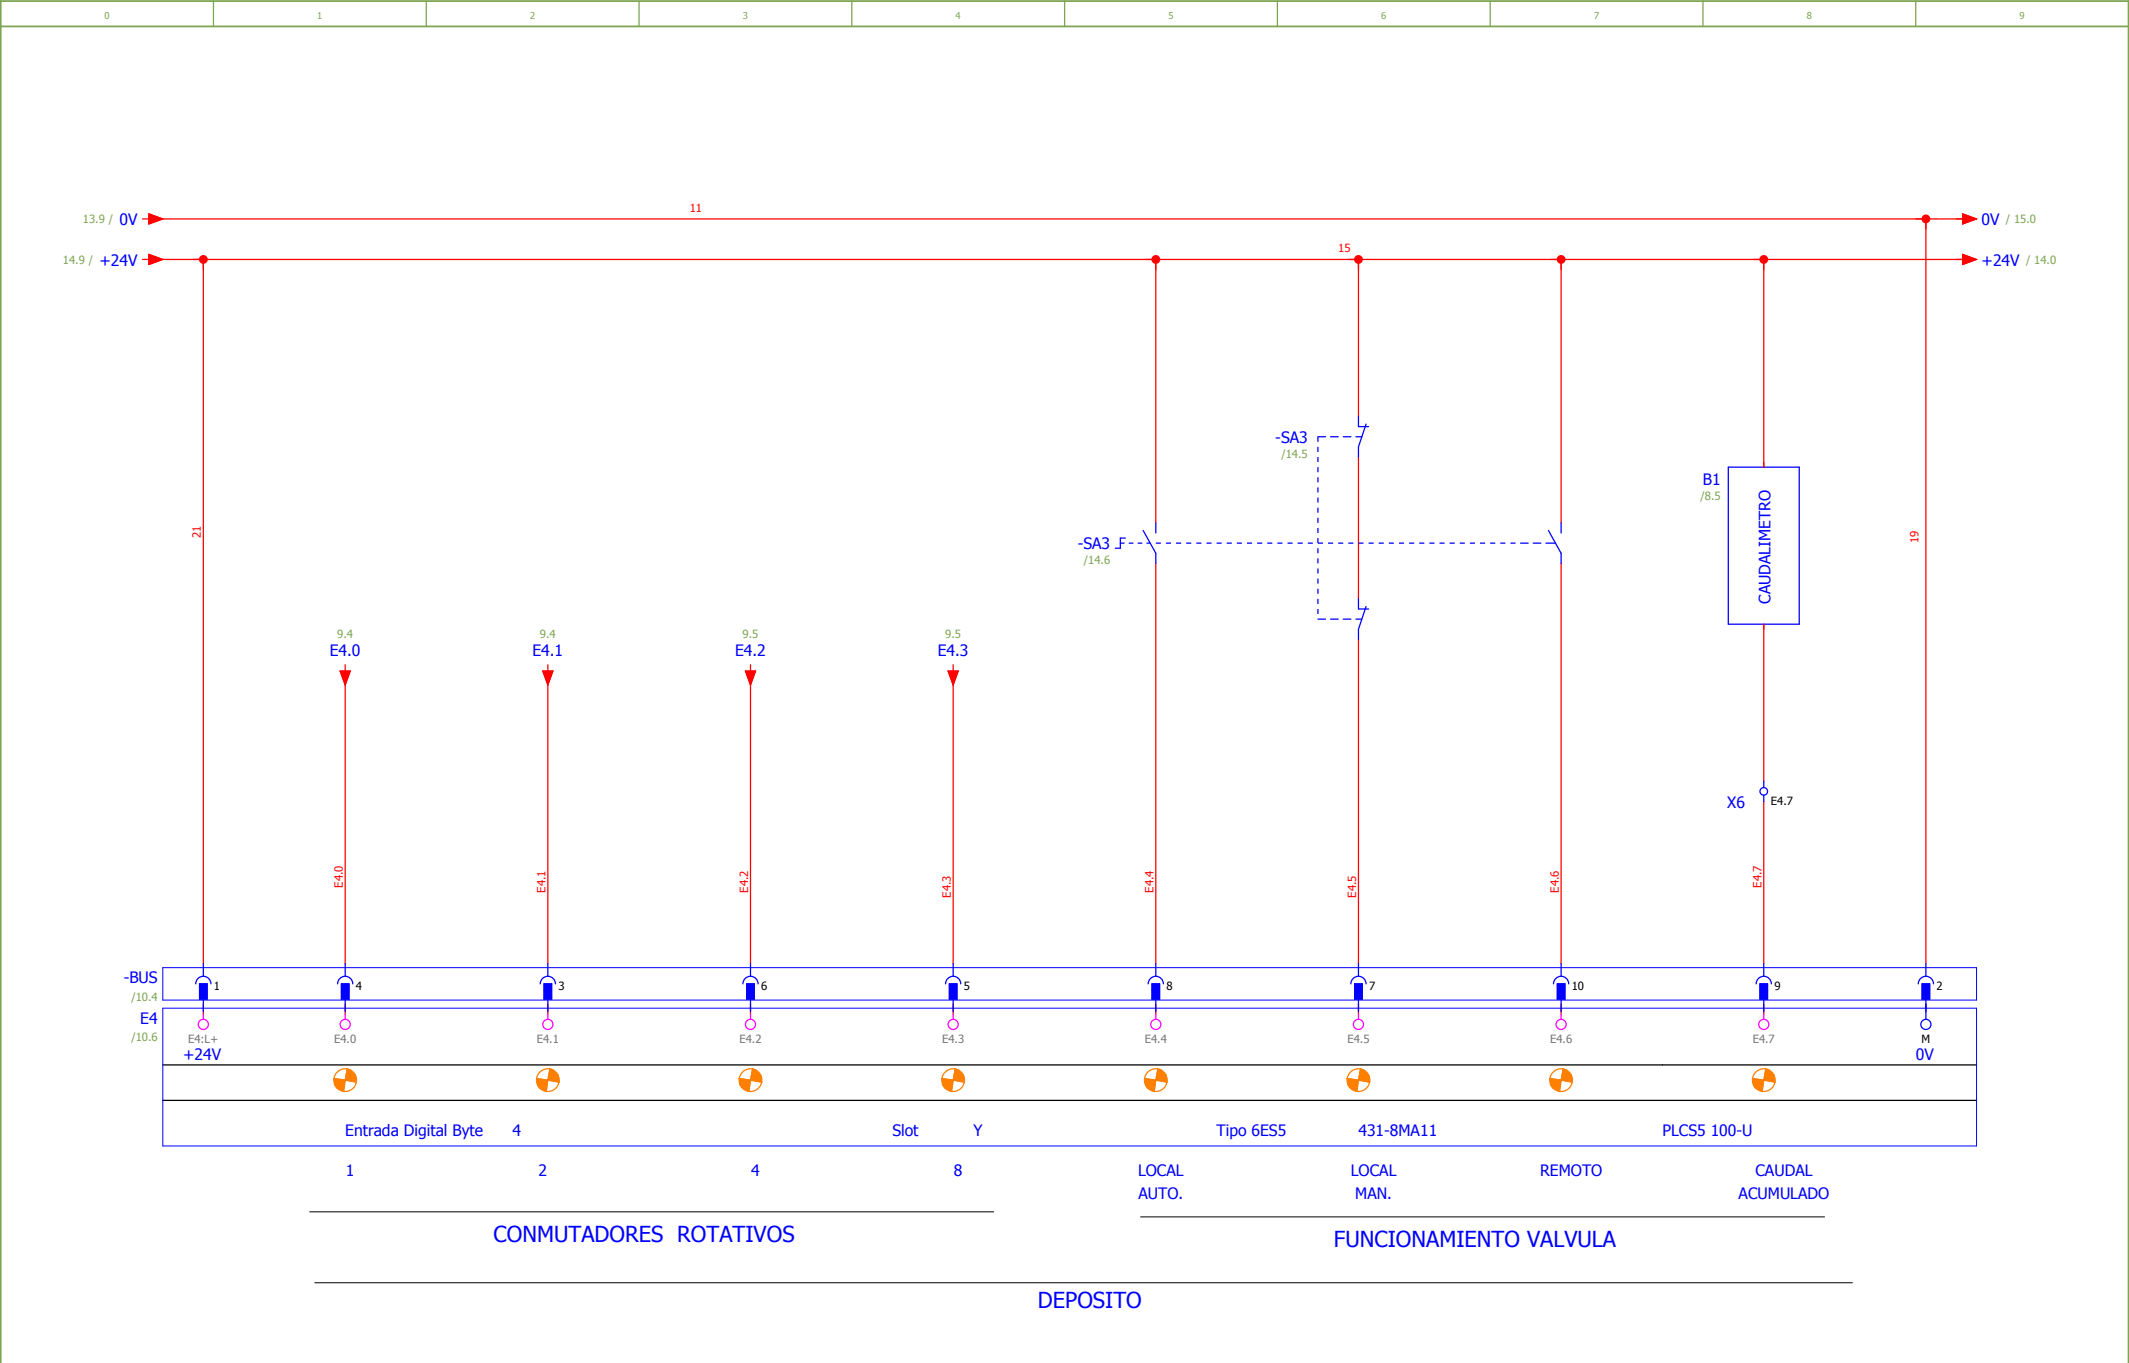 0 1 2 3 4 5 6 7 8 9
11
13.9 / 0V 0V / 15.0
15
14.9 / +24V +24V / 14.0
-SA3
/14.5
B1
/8.5
CAUDALIMETRO
21
19
-SA3
/14.6
9.4 9.4 9.5 9.5
E4.0 E4.1 E4.2 E4.3
X6 E4.7
E4.0 E4.1 E4.2 E4.3 E4.4 E4.5 E4.6 E4.7
-BUS
/10.4
1 4 3 6 5 8 7 10 9 2
E4
/10.6
E4:L+ E4.0 E4.1 E4.2 E4.3 E4.4 E4.5 E4.6 E4.7 M
+24V 0V
Entrada Digital Byte 4 Slot Y Tipo 6ES5 431-8MA11 PLCS5 100-U
1 2 4 8 LOCAL LOCAL REMOTO CAUDAL
AUTO. MAN. ACUMULADO
CONMUTADORES ROTATIVOS
FUNCIONAMIENTO VALVULA
DEPOSITO